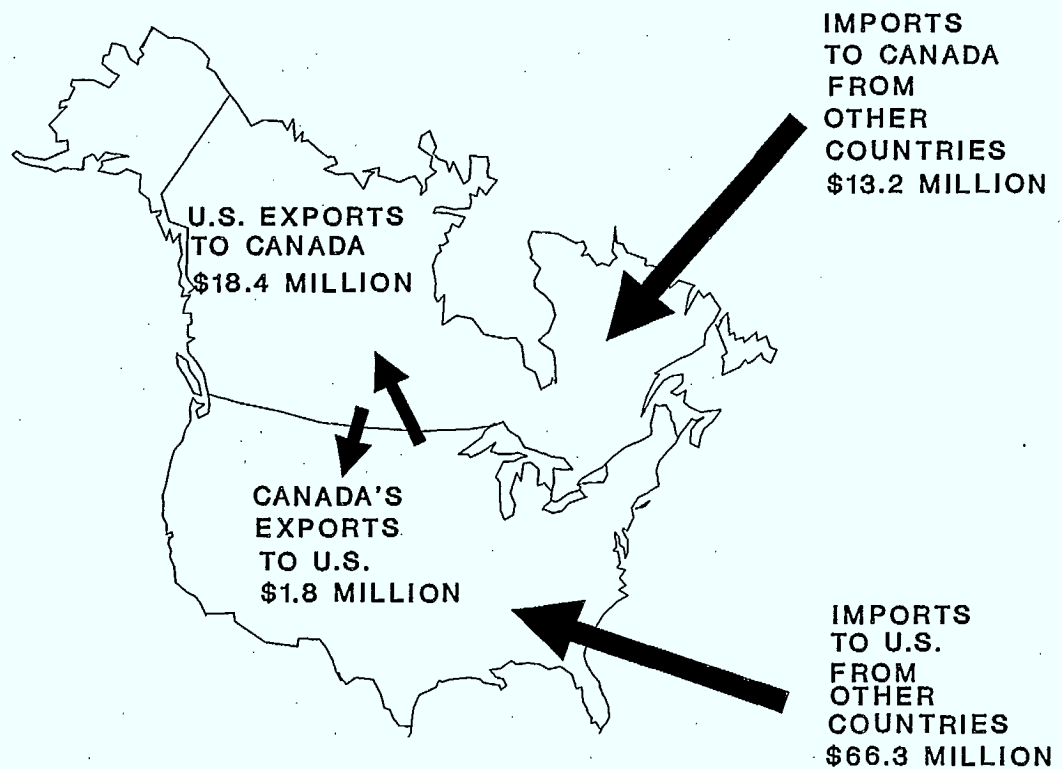 IMPORTS
TO CANADA
FROM
OTHER
COUNTRIES
$13.2 MILLION
U.S. EXPORTS
TO CANADA
$18.4 MILLION
CANADA'S
EXPORTS
TO U.S.
$1.8 MILLION
IMPORTS
TO U.S.
FROM
OTHER
COUNTRIES
$66.3 MILLION